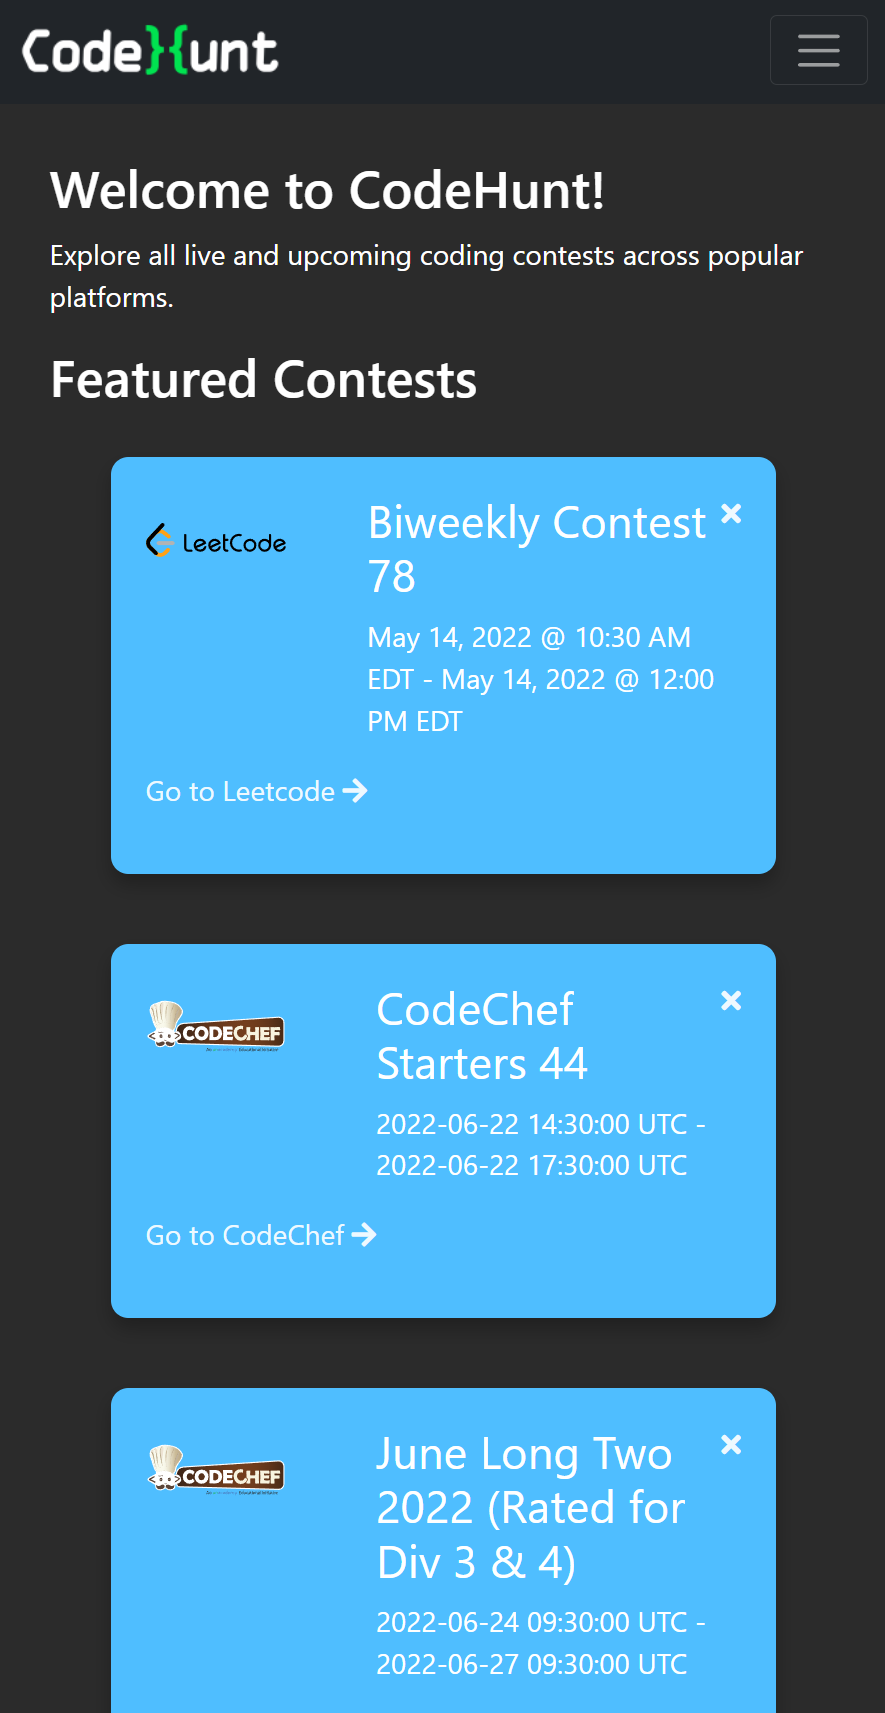 Code}{unt
Welcome to CodeHunt!
Explore all live and upcoming coding contests across popular
platforms.
Featured Contests
LeetCode
Biweekly Contest
78
May 14, 2022 @ 10:30 AM
EDT - May 14, 2022 @ 12:00
PM EDT
Go to Leetcode
CODECHEF
CodeChef
Starters 44
2022-06-22 14:30:00 UTC -
2022-06-22 17:30:00 UTC
Go to CodeChef
CODECHEF
June Long Two
2022 (Rated for
Div 3 & 4)
2022-06-24 09:30:00 UTC -
2022-06-27 09:30:00 UTC